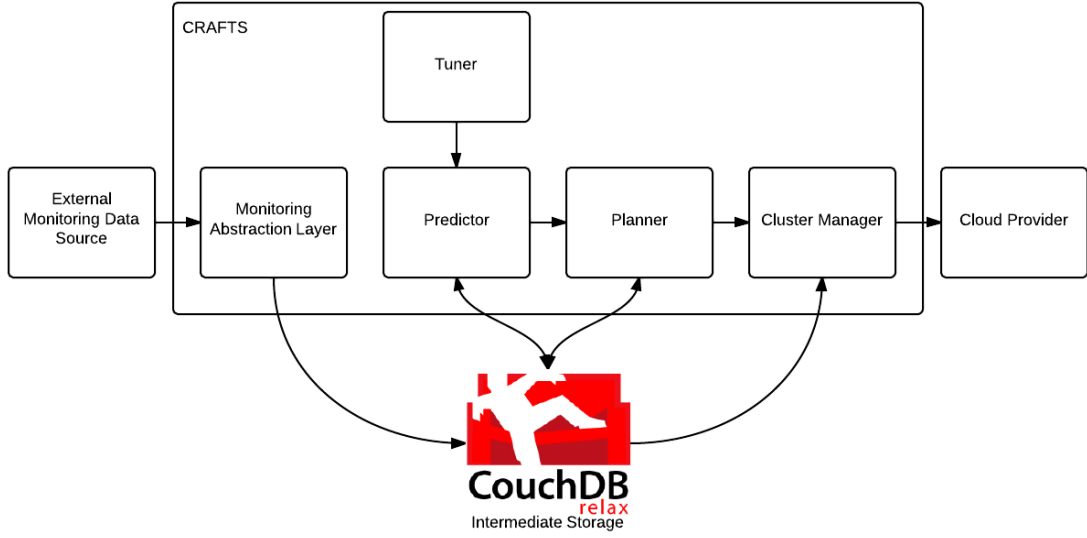 CRAFTS
Tuner
External
Monitoring Data
Source
Monitoring
Abstraction Layer
Predictor
Planner
Cluster Manager
Cloud Provider
CouchDB
relax
Intermediate Storage